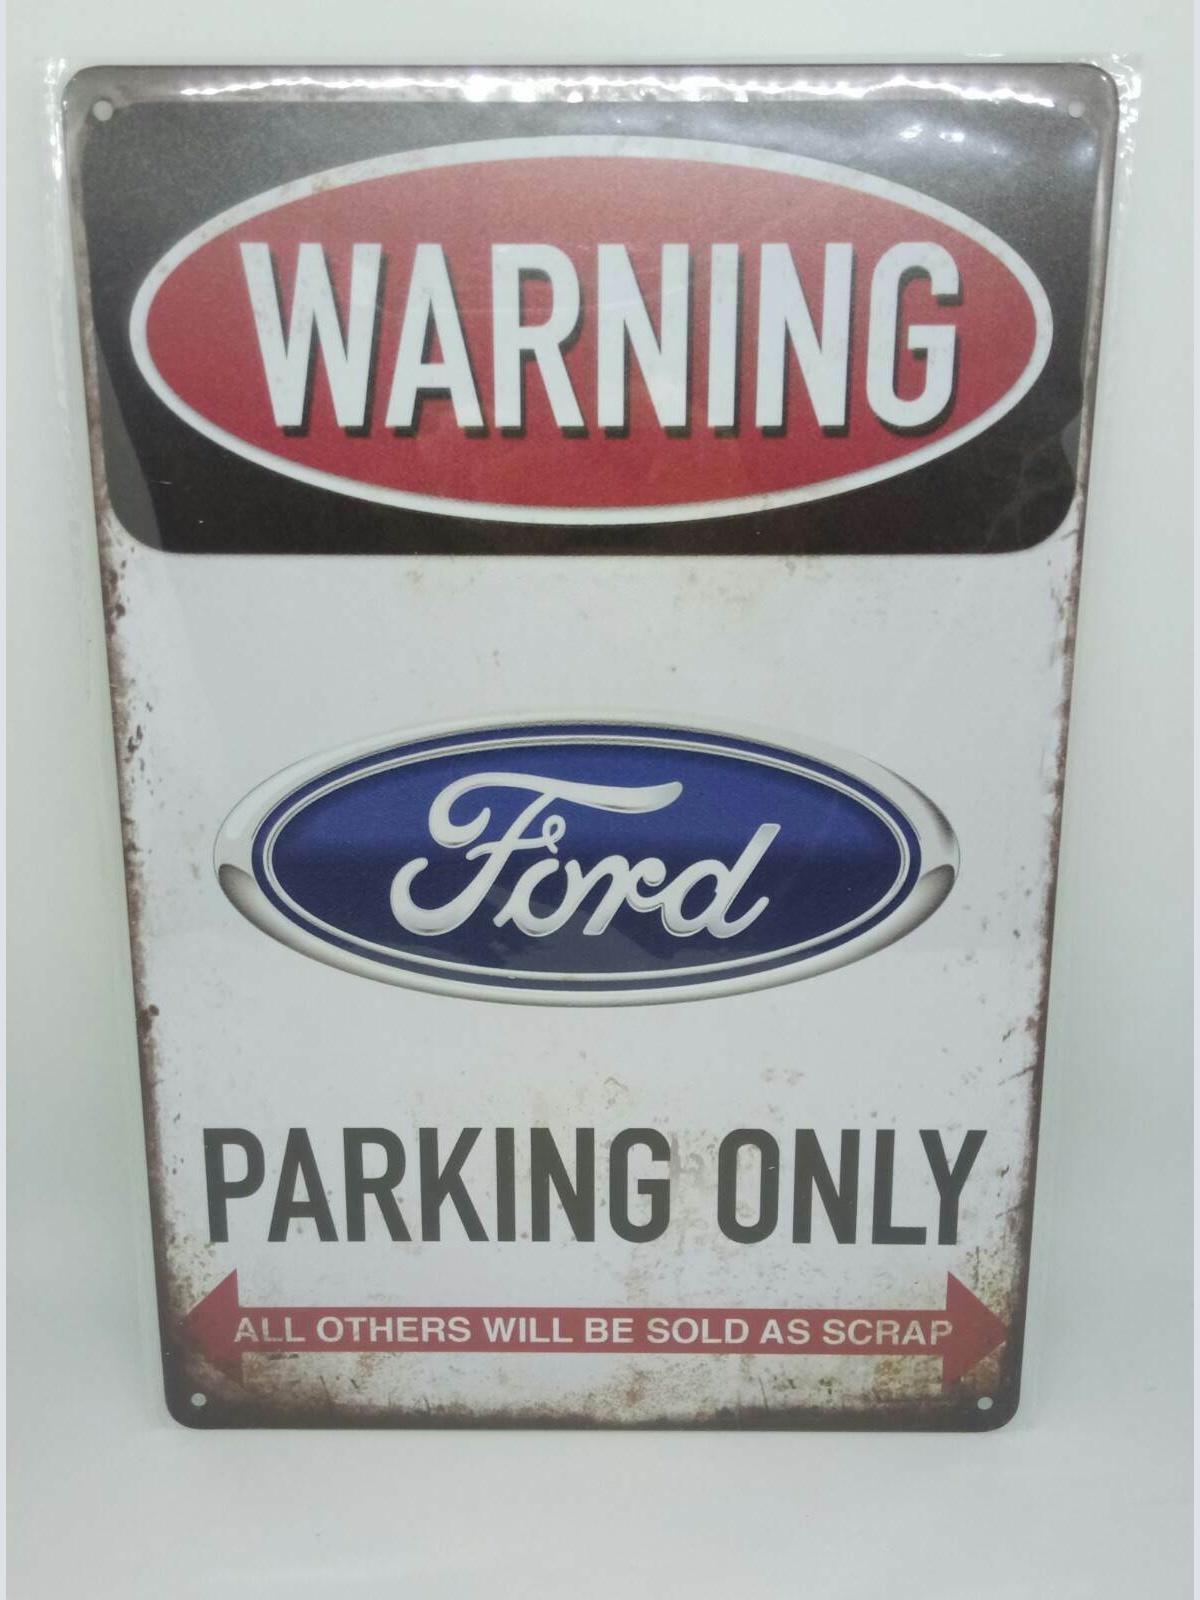 WARNING
Ford
PARKING ONLY
ALL OTHERS WILL BE SOLD AS SCRAP